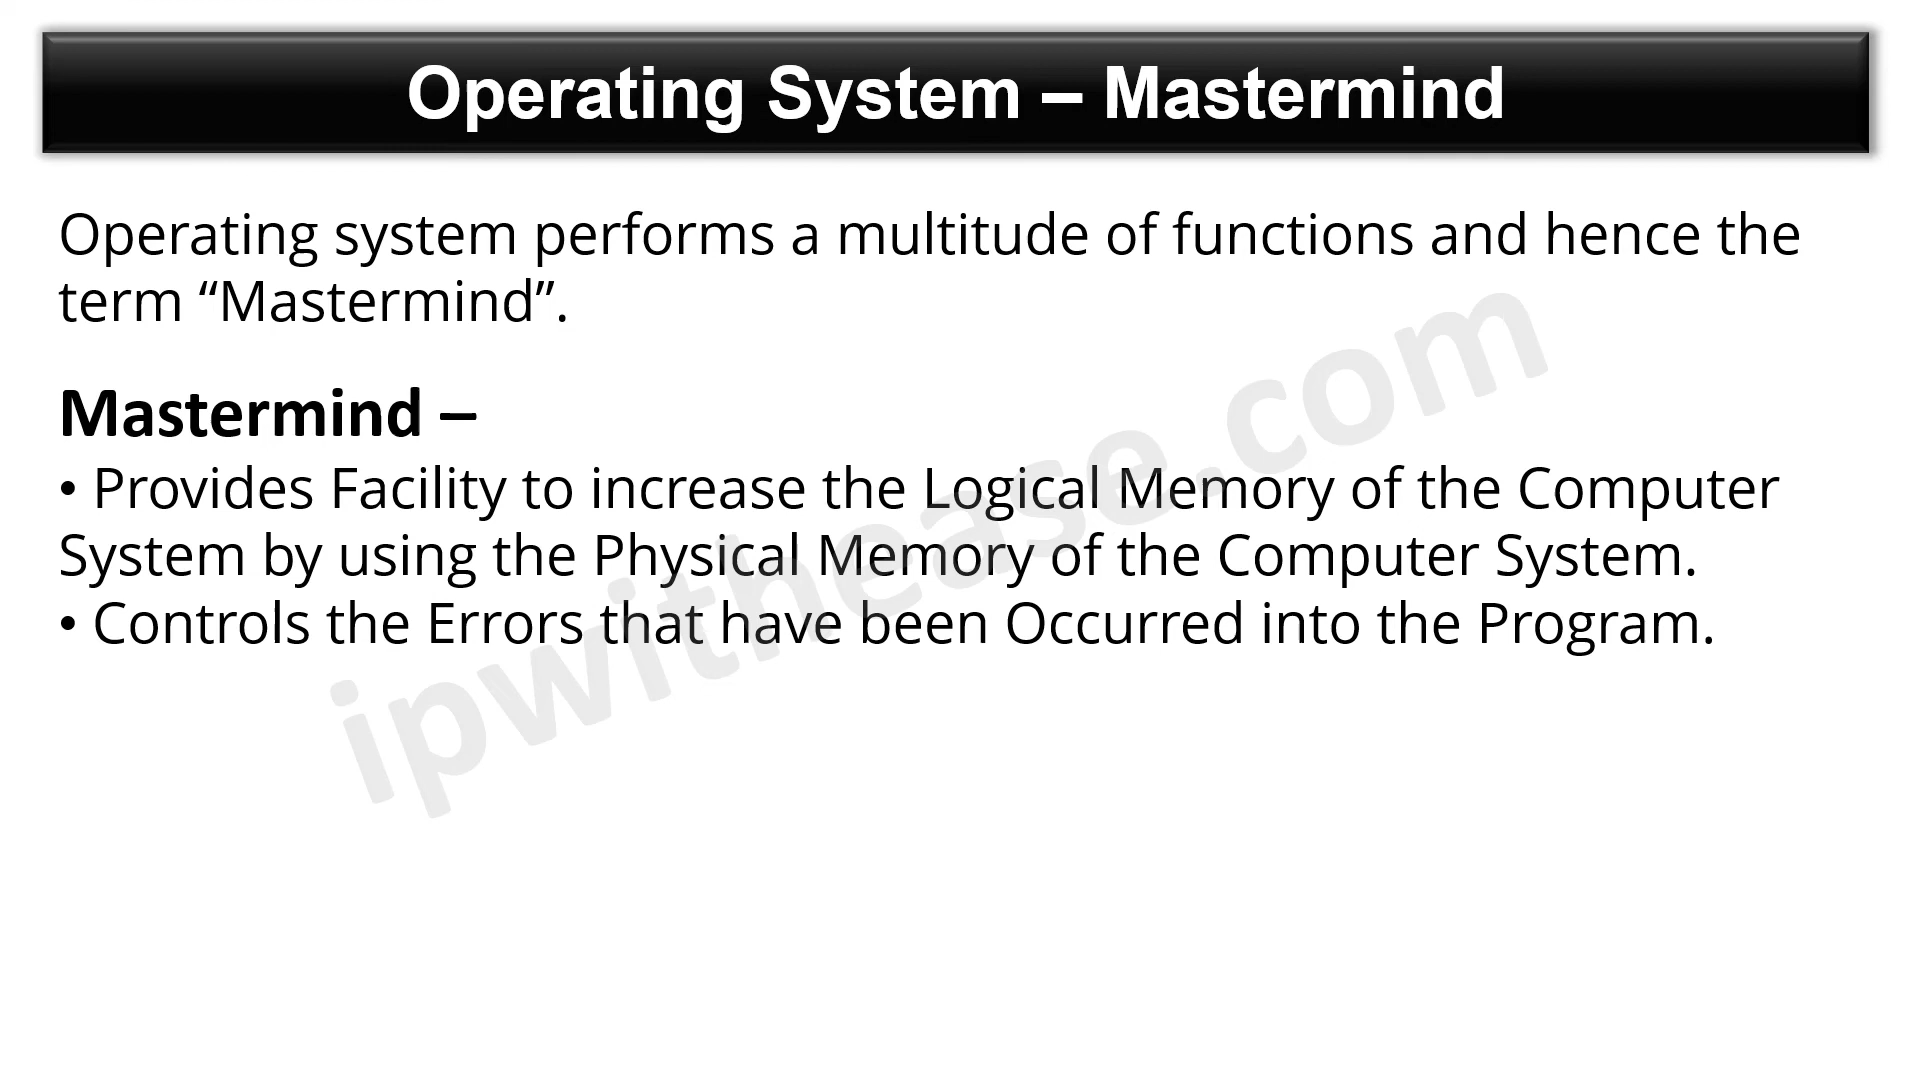 Operating System – Mastermind
Operating system performs a multitude of functions and hence the
term “Mastermind”.
Mastermind –
• Provides Facility to increase the Logical Memory of the Computer
System by using the Physical Memory of the Computer System.
• Controls the Errors that have been Occurred into the Program.
ipwithease.com